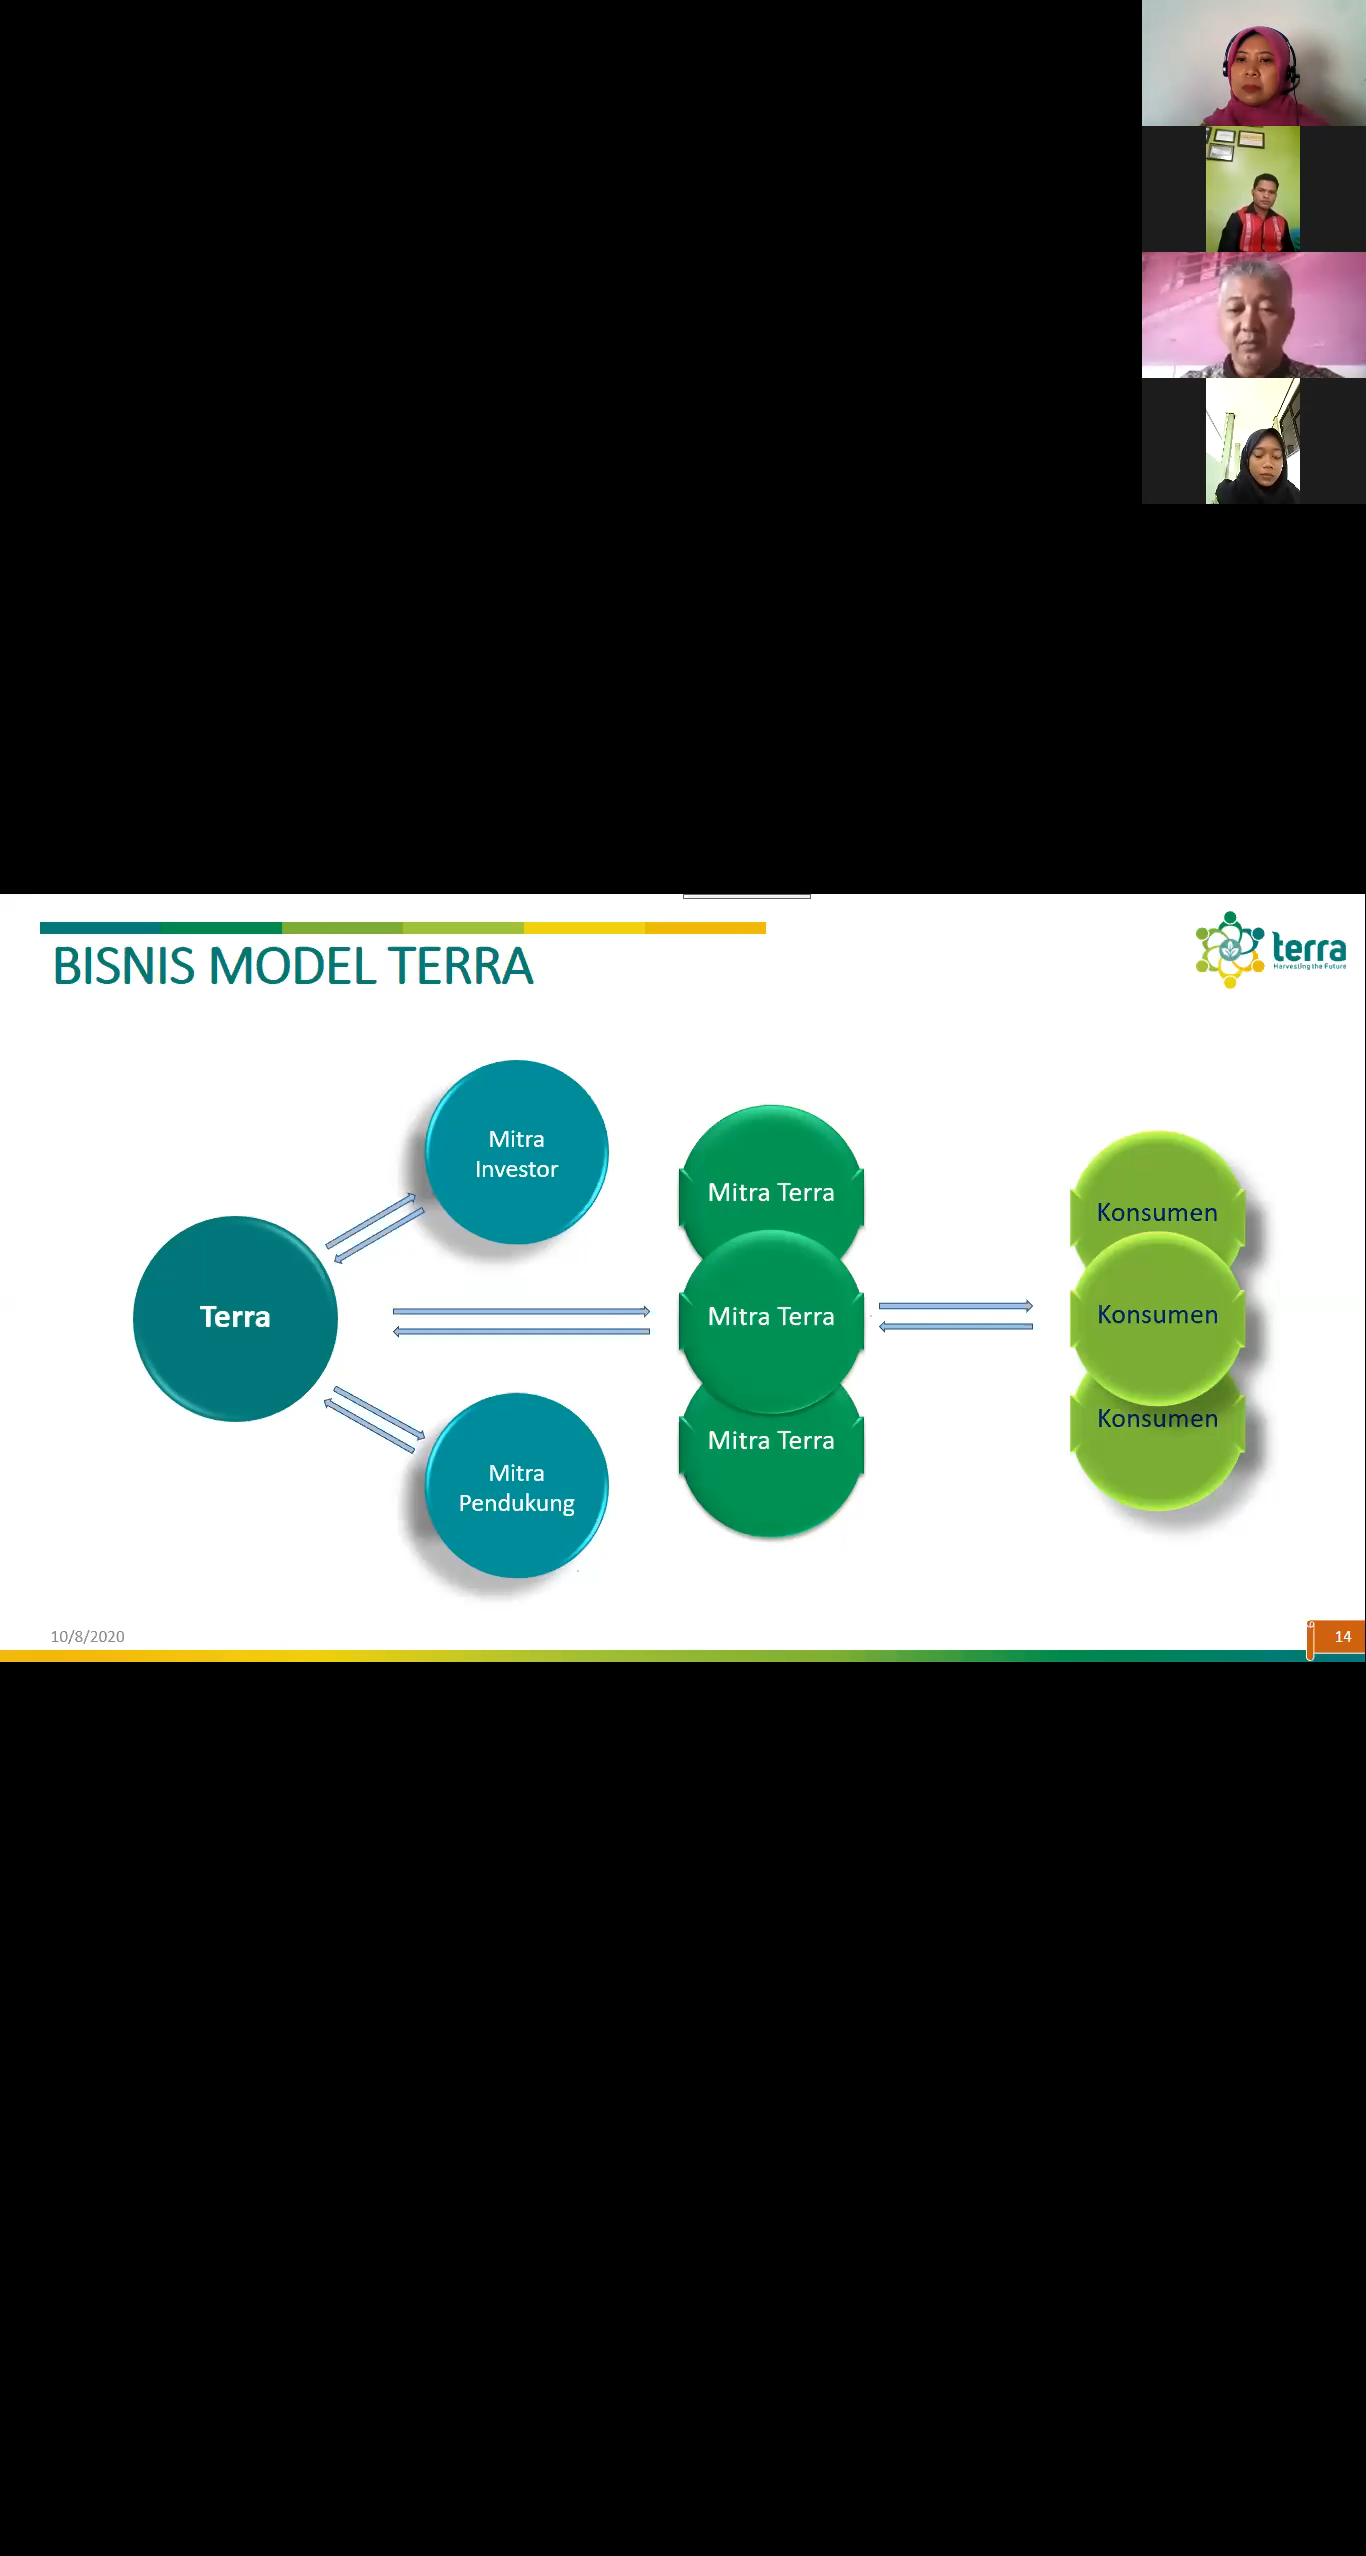 BISNIS MODEL TERRA
terra
Harvesting the Future
Mitra
Investor
Terra
Mitra
Pendukung
Mitra Terra
Mitra Terra
Mitra Terra
Konsumen
Konsumen
Konsumen
10/8/2020
14